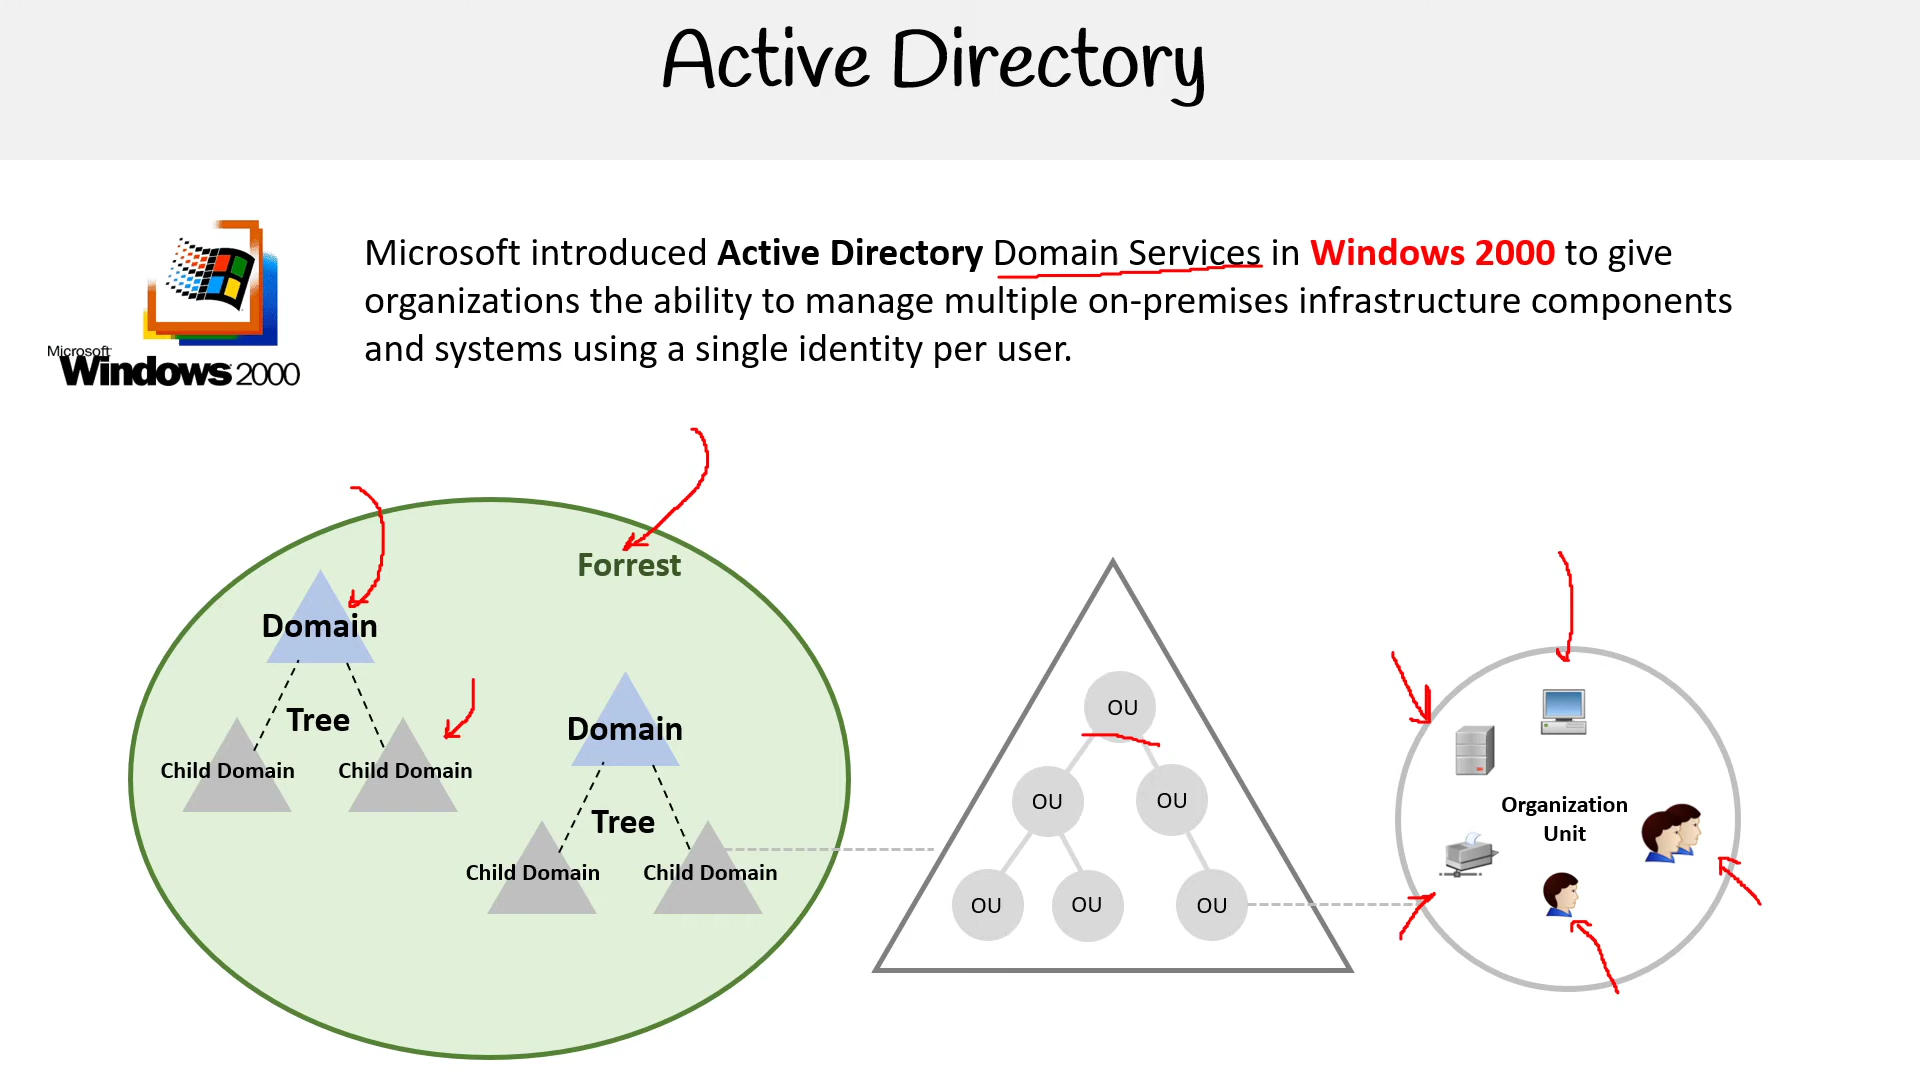 Active Directory
Microsoft
Windows 2000
Microsoft introduced Active Directory Domain Services in Windows 2000 to give
organizations the ability to manage multiple on-premises infrastructure components
and systems using a single identity per user.
Forrest
Domain
Tree
Child Domain
Child Domain
Domain
Tree
Child Domain
Child Domain
OU
OU
OU
OU
OU
OU
Organization
Unit